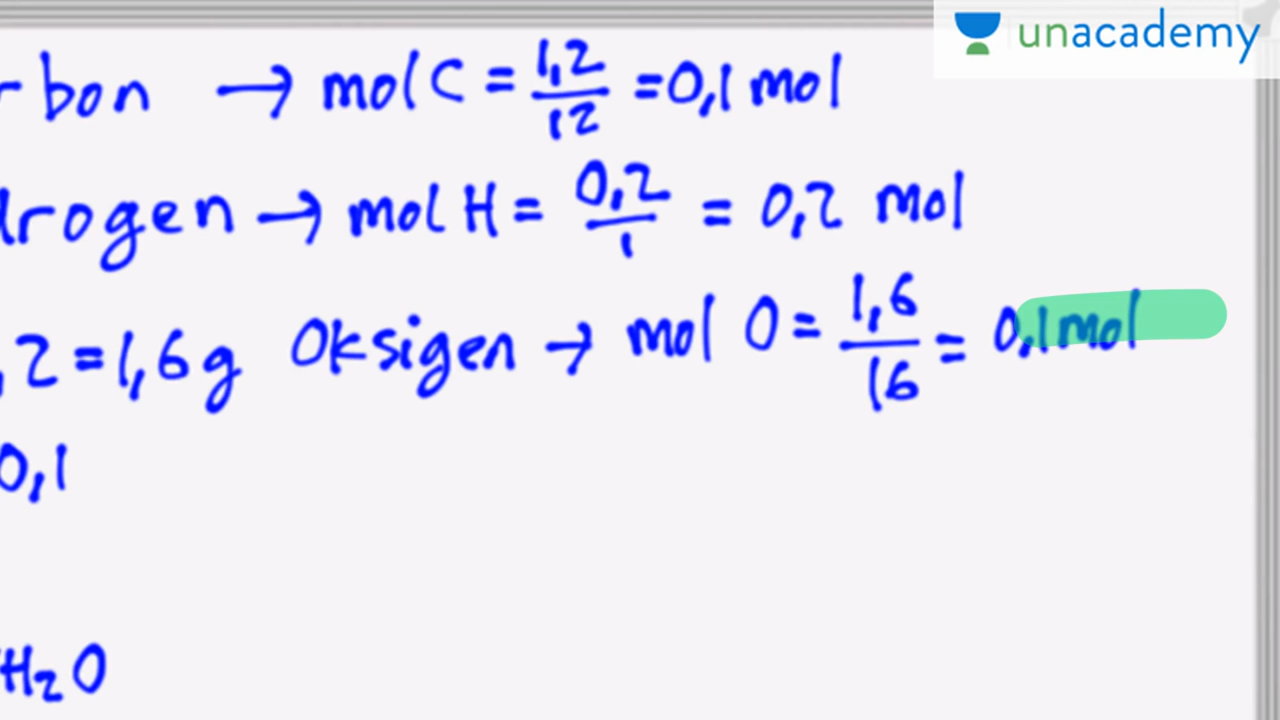 unacademy
rbon → mol C = 1,2/12 = 0,1 mol
drogen → mol H = 0,2/1 = 0,2 mol
,2 = 1,6 g Oksigen → mol O = 1,6/16 = 0,1 mol
0,1
H₂O